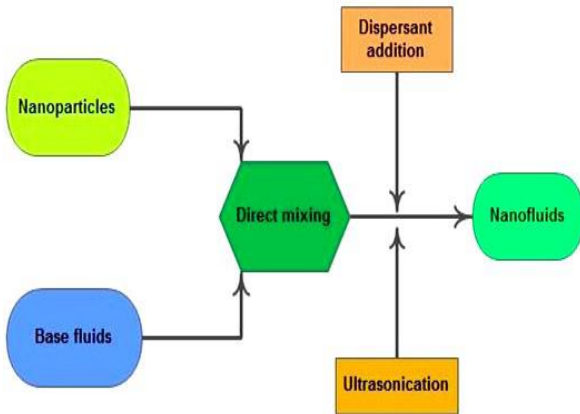 Dispersant
addition
Nanoparticles
Direct mixing
Nanofluids
Base fluids
Ultrasonication